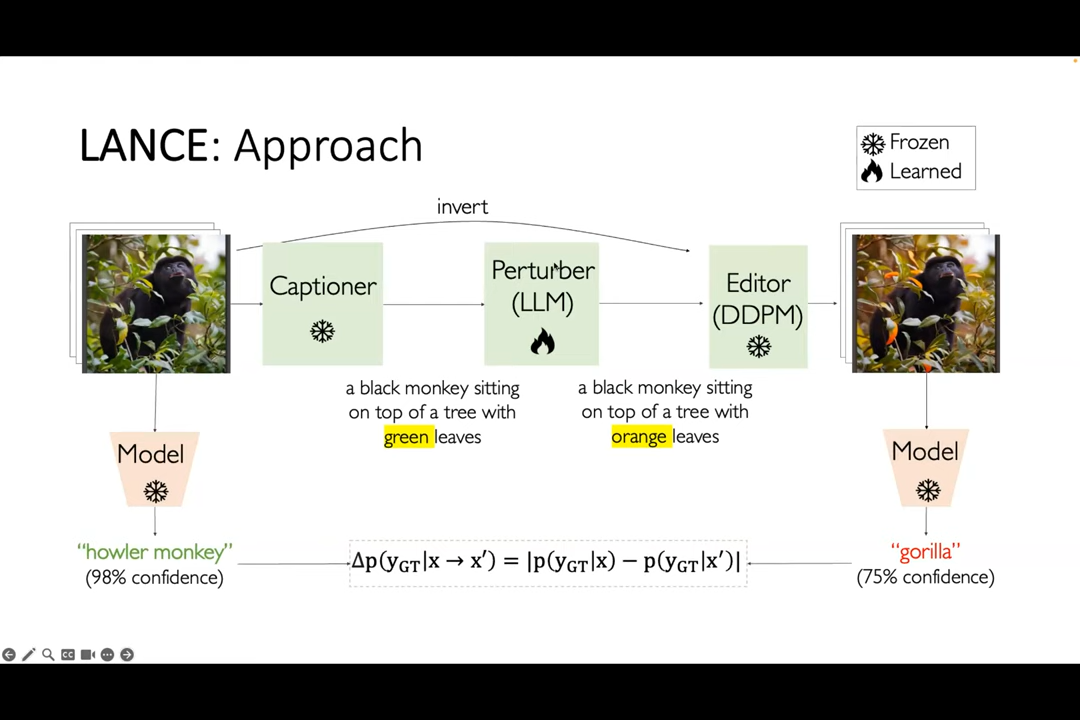 LANCE: Approach
Frozen
Learned
invert
Captioner
Perturber
(LLM)
Editor
(DDPM)
a black monkey sitting
on top of a tree with
green leaves
a black monkey sitting
on top of a tree with
orange leaves
Model
Model
“howler monkey”
(98% confidence)
Δp(y_GT|x → x′) = |p(y_GT|x) − p(y_GT|x′)|
“gorilla”
(75% confidence)
CC